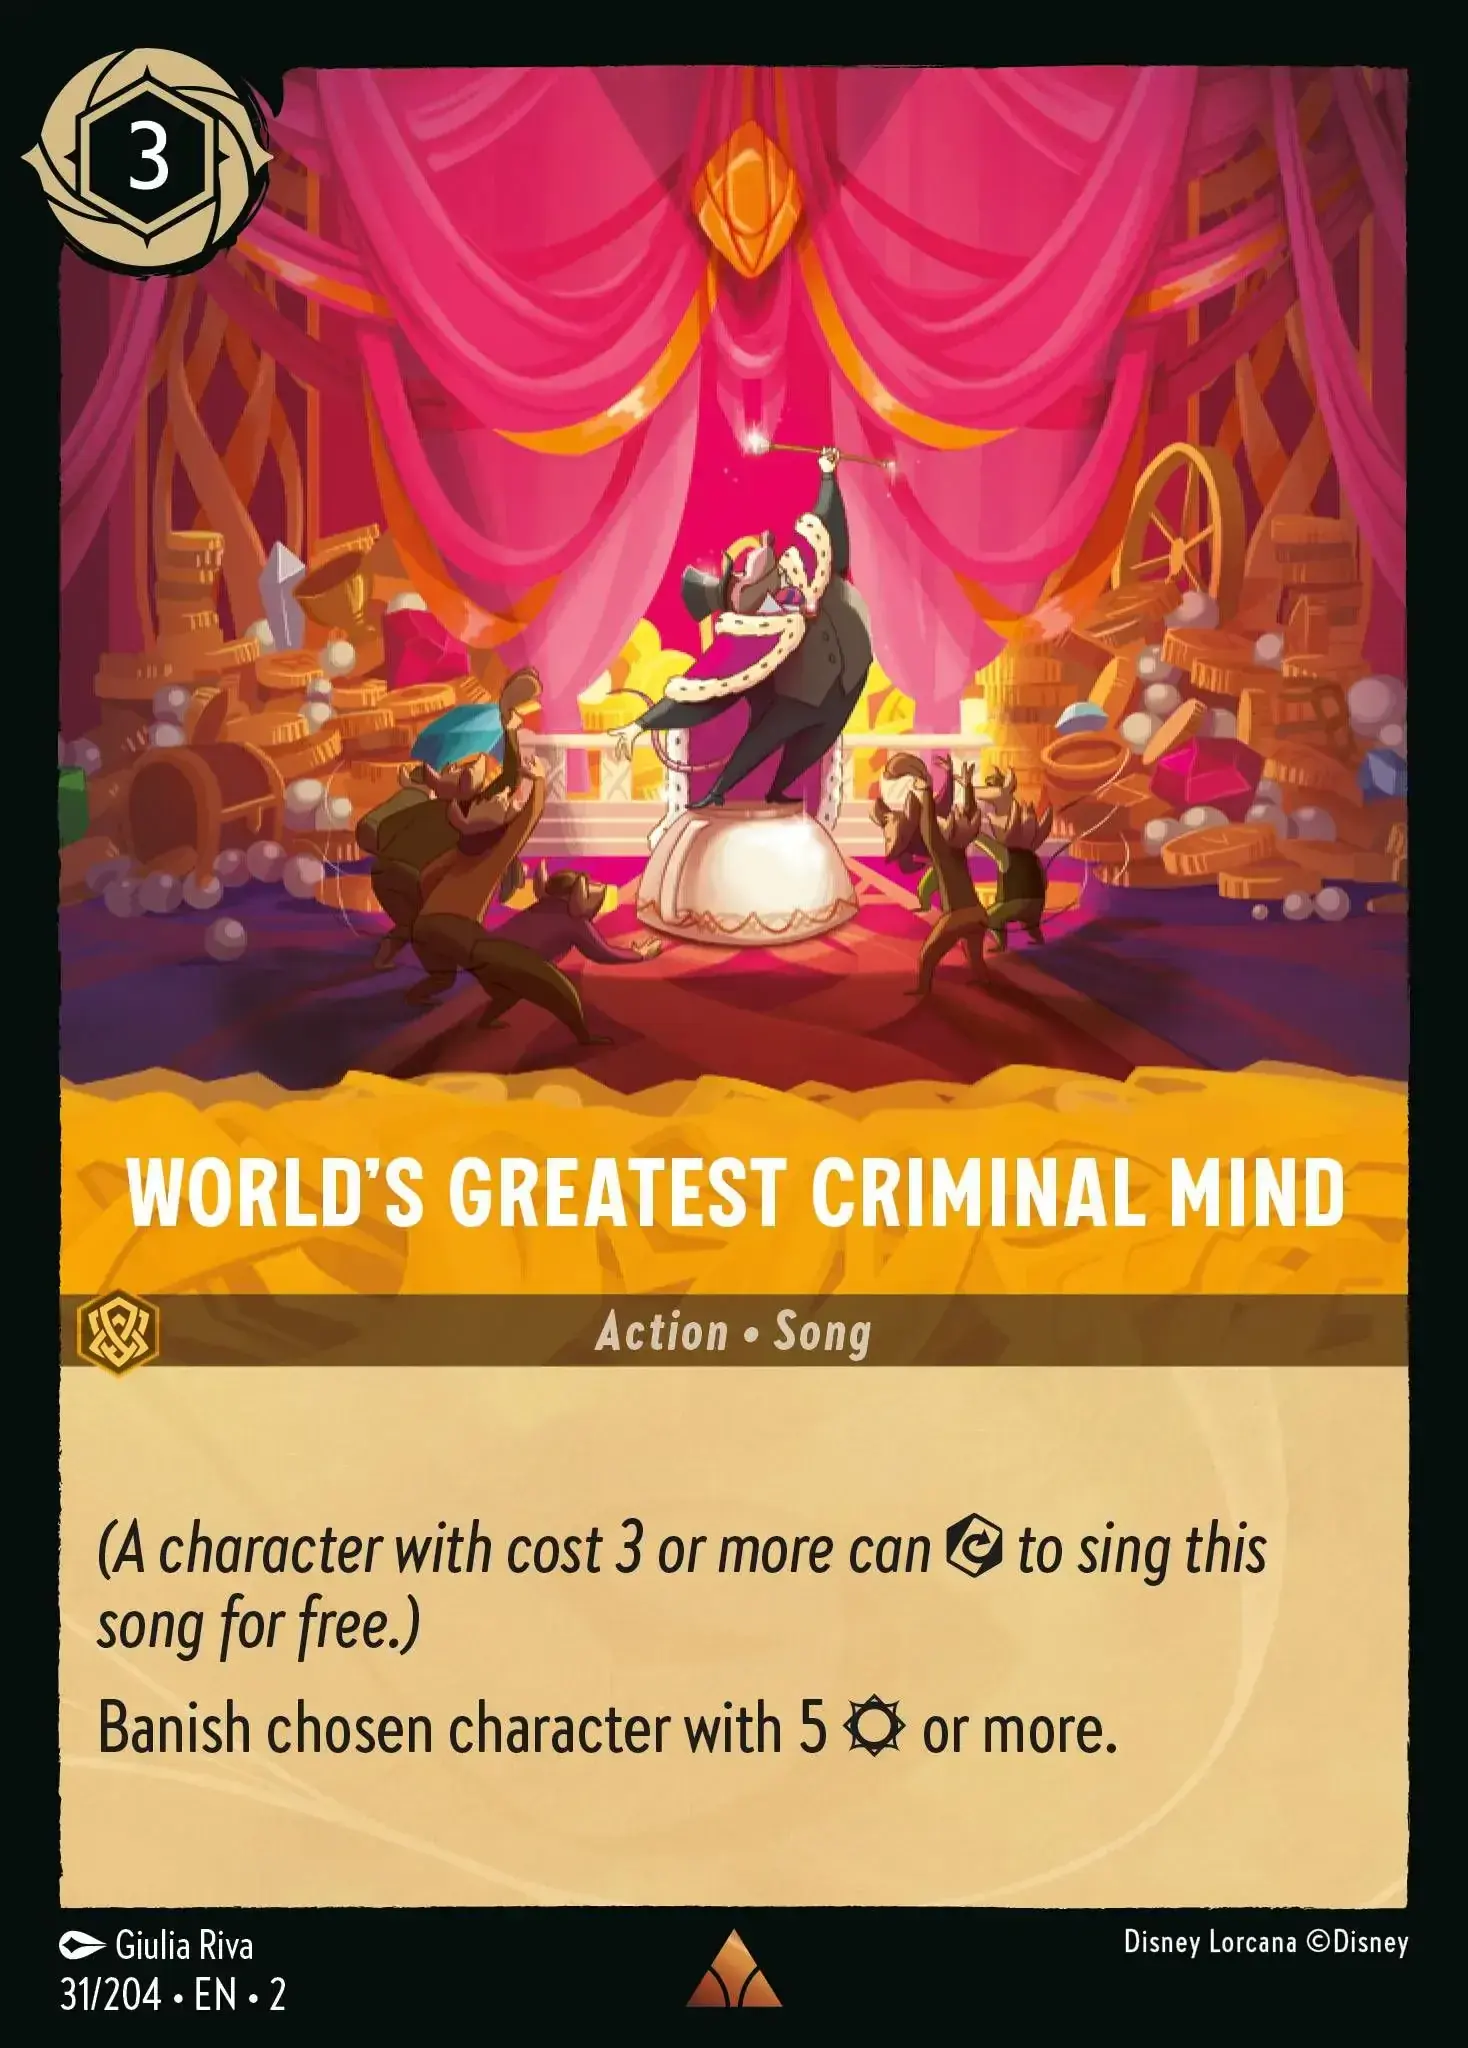 3
WORLD'S GREATEST CRIMINAL MIND
Action • Song
(A character with cost 3 or more can to sing this
song for free.)
Banish chosen character with 5 or more.
Giulia Riva
31/204 • EN • 2
Disney Lorcana ©Disney